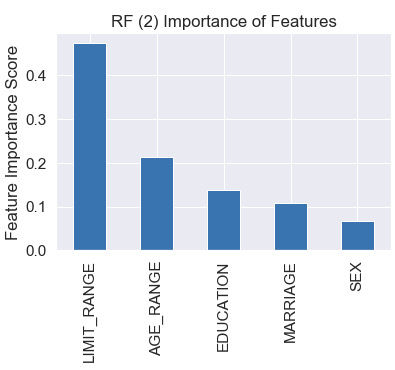 RF (2) Importance of Features
Feature Importance Score
0.4
0.3
0.2
0.1
0.0
LIMIT_RANGE
AGE_RANGE
EDUCATION
MARRIAGE
SEX